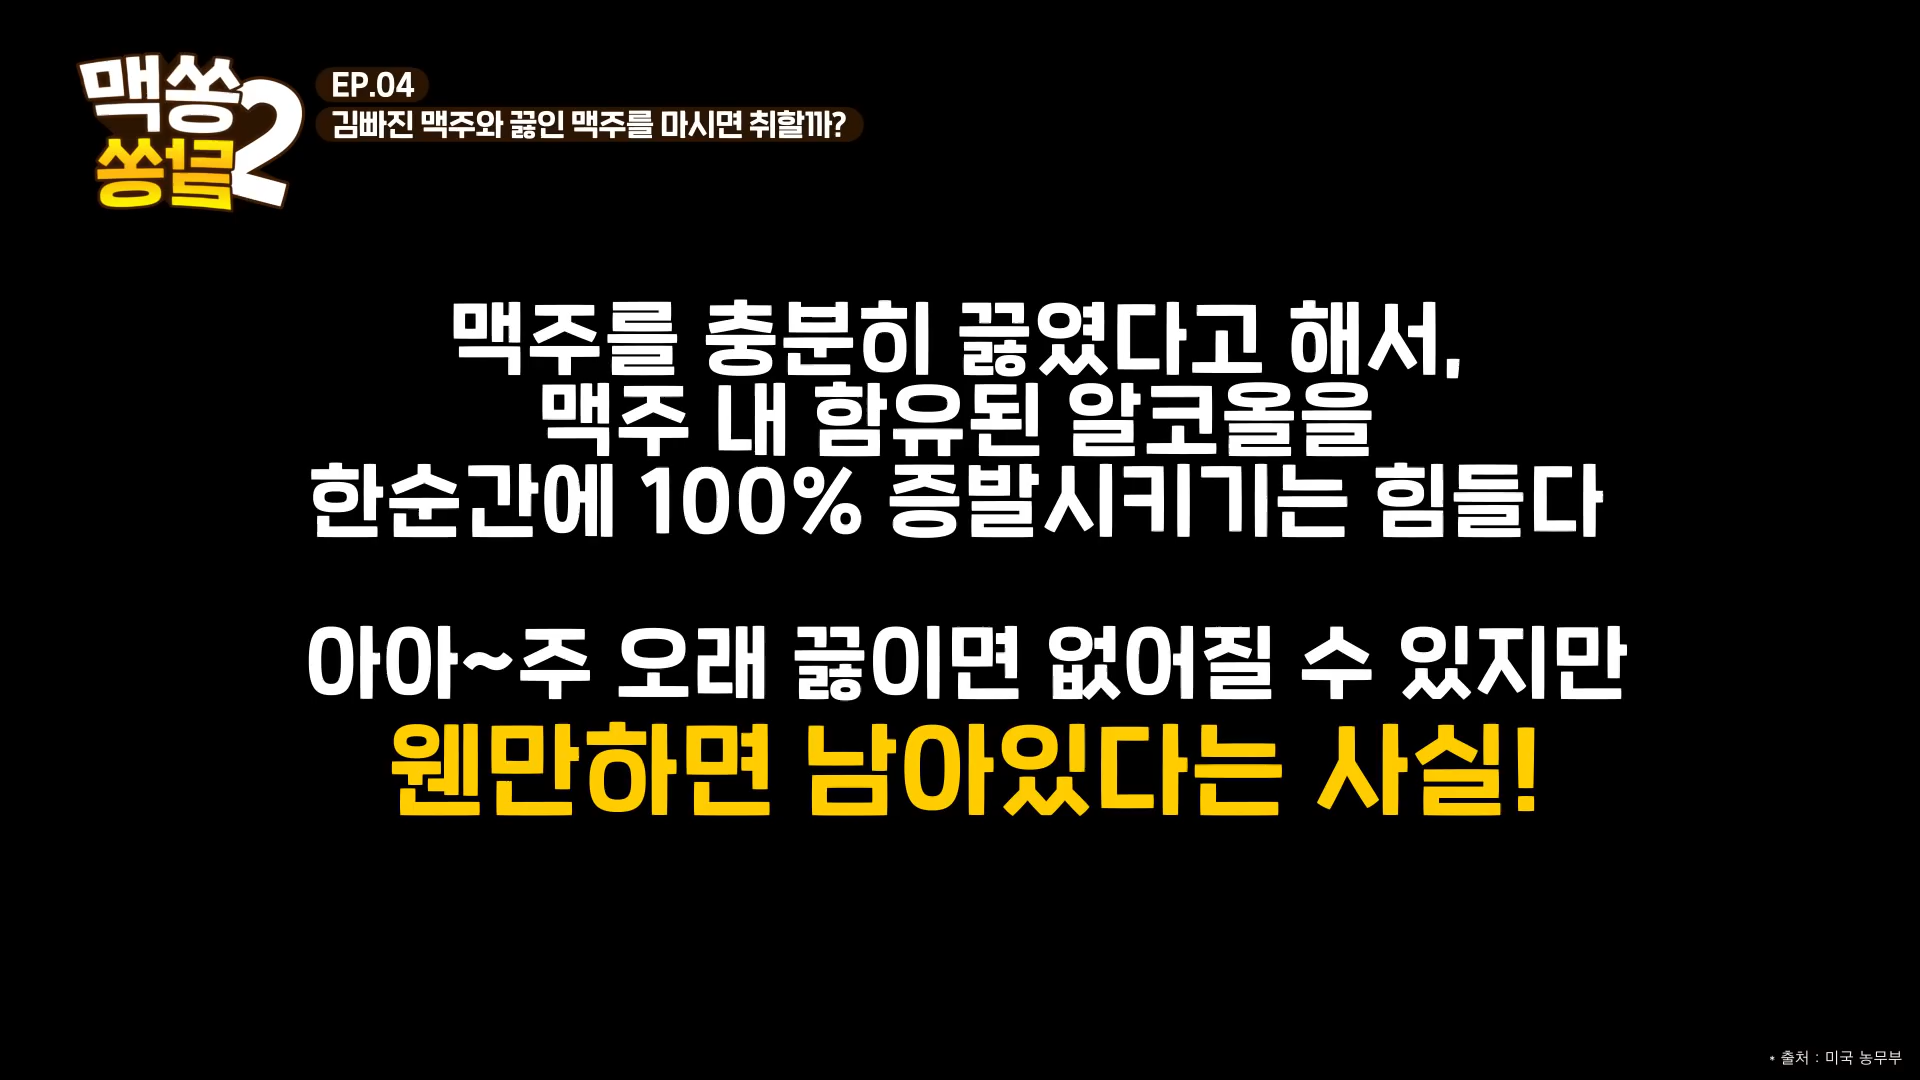 맥쏭
쏭썰2
EP.04
김빠진 맥주와 끓인 맥주를 마시면 취할까?
맥주를 충분히 끓였다고 해서,
맥주 내 함유된 알코올을
한순간에 100% 증발시키기는 힘들다
아아~주 오래 끓이면 없어질 수 있지만
웬만하면 남아있다는 사실!
* 출처 : 미국 농무부